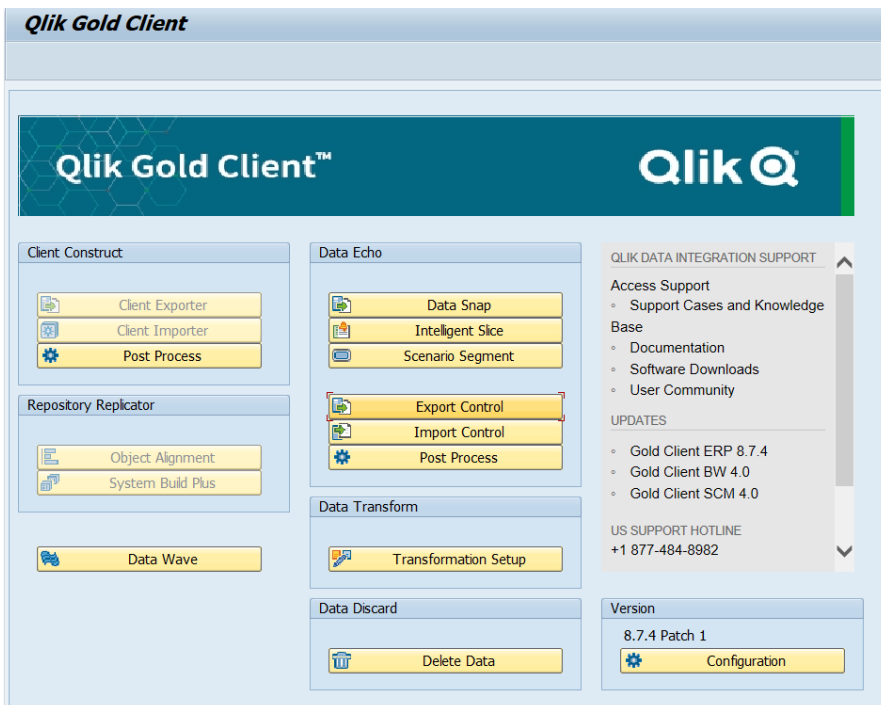 Qlik Gold Client
Qlik Gold Client™
Qlik
Client Construct
Client Exporter
Client Importer
Post Process
Repository Replicator
Object Alignment
System Build Plus
Data Wave
Data Echo
Data Snap
Intelligent Slice
Scenario Segment
Export Control
Import Control
Post Process
Data Transform
Transformation Setup
Data Discard
Delete Data
QLIK DATA INTEGRATION SUPPORT
Access Support
◦ Support Cases and Knowledge
Base
◦ Documentation
◦ Software Downloads
◦ User Community
UPDATES
◦ Gold Client ERP 8.7.4
◦ Gold Client BW 4.0
◦ Gold Client SCM 4.0
US SUPPORT HOTLINE
+1 877-484-8982
Version
8.7.4 Patch 1
Configuration